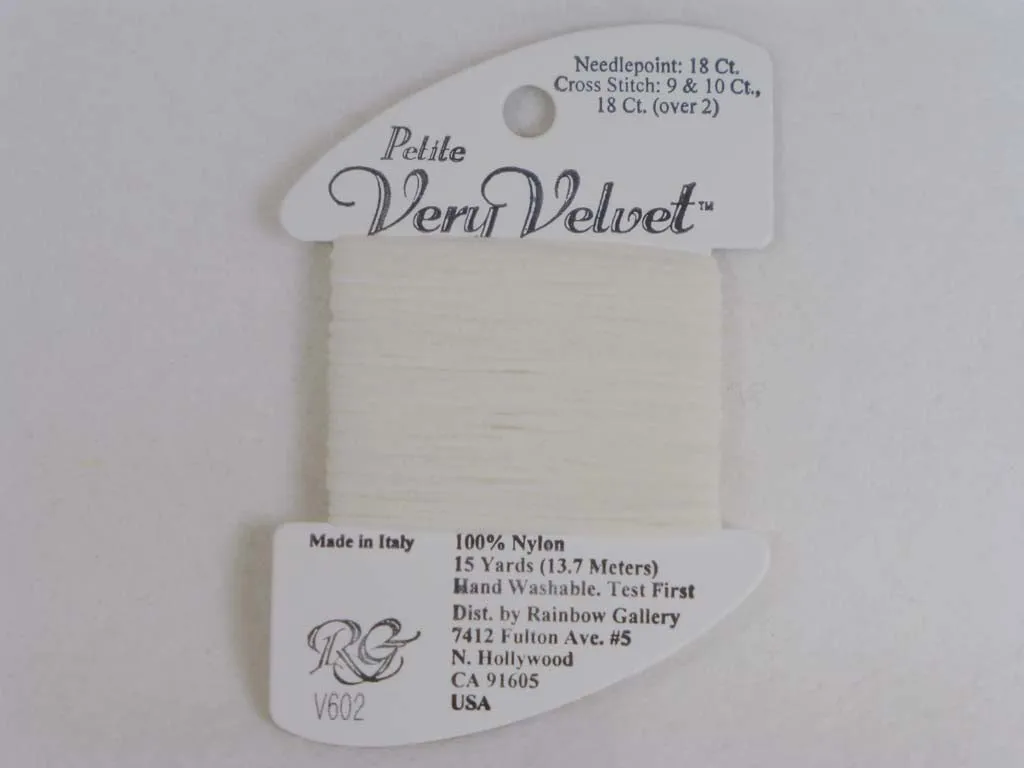 Needlepoint: 18 Ct.
Cross Stitch: 9 & 10 Ct.,
18 Ct. (over 2)
Petite
Very Velvet™
Made in Italy
100% Nylon
15 Yards (13.7 Meters)
Hand Washable. Test First
Dist. by Rainbow Gallery
7412 Fulton Ave. #5
N. Hollywood
CA 91605
USA
RG
V602